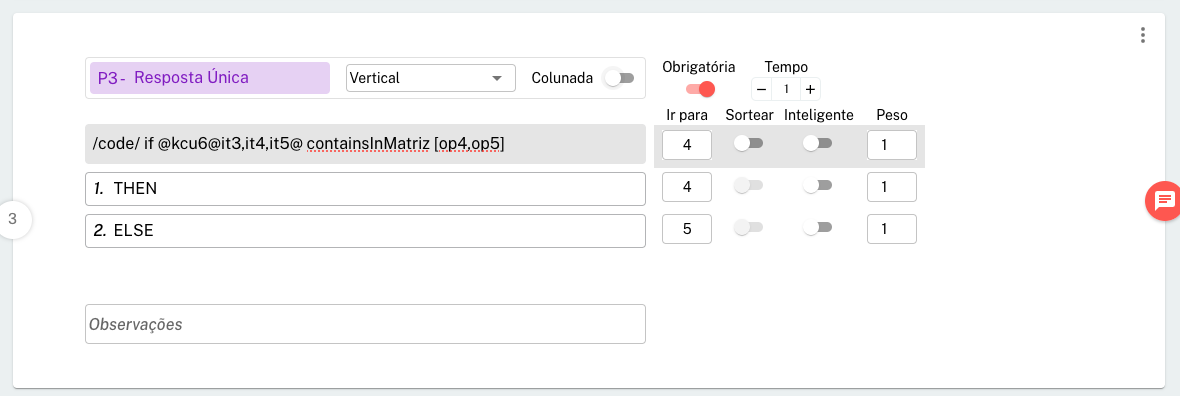 P3 - Resposta Única
Vertical
Colunada
Obrigatória
Tempo
− 1 +
Ir para Sortear Inteligente Peso
/code/ if @kcu6@it3,it4,it5@ containsInMatriz [op4,op5]
4 1
1. THEN
4 1
2. ELSE
5 1
3
Observações